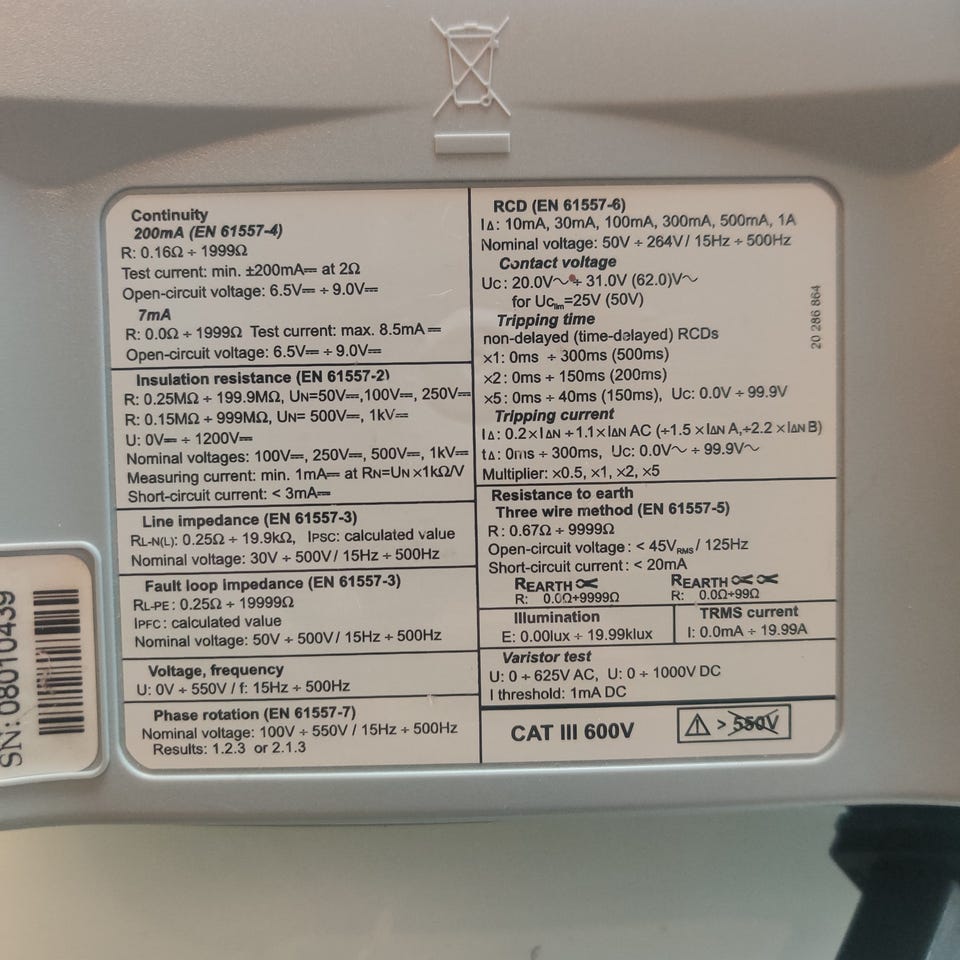 Continuity
200mA (EN 61557-4)
R: 0.16Ω ÷ 1999Ω
Test current: min. ±200mA⎓ at 2Ω
Open-circuit voltage: 6.5V⎓ ÷ 9.0V⎓
7mA
R: 0.0Ω ÷ 1999Ω Test current: max. 8.5mA⎓
Open-circuit voltage: 6.5V⎓ ÷ 9.0V⎓
Insulation resistance (EN 61557-2)
R: 0.25MΩ ÷ 199.9MΩ, UN=50V⎓,100V⎓, 250V⎓
R: 0.15MΩ ÷ 999MΩ, UN= 500V⎓, 1kV⎓
U: 0V⎓ ÷ 1200V⎓
Nominal voltages: 100V⎓, 250V⎓, 500V⎓, 1kV⎓
Measuring current: min. 1mA⎓ at RN=UN×1kΩ/V
Short-circuit current: < 3mA⎓
Line impedance (EN 61557-3)
RL-N(L): 0.25Ω ÷ 19.9kΩ, IPSC: calculated value
Nominal voltage: 30V ÷ 500V / 15Hz ÷ 500Hz
Fault loop impedance (EN 61557-3)
RL-PE: 0.25Ω ÷ 19999Ω
IPFC: calculated value
Nominal voltage: 50V ÷ 500V / 15Hz ÷ 500Hz
Voltage, frequency
U: 0V ÷ 550V / f: 15Hz ÷ 500Hz
Phase rotation (EN 61557-7)
Nominal voltage: 100V ÷ 550V / 15Hz ÷ 500Hz
Results: 1.2.3 or 2.1.3
RCD (EN 61557-6)
IΔ: 10mA, 30mA, 100mA, 300mA, 500mA, 1A
Nominal voltage: 50V ÷ 264V / 15Hz ÷ 500Hz
Contact voltage
Uc: 20.0V~ ÷ 31.0V (62.0)V~
for Uclim=25V (50V)
Tripping time
non-delayed (time-delayed) RCDs
x1: 0ms ÷ 300ms (500ms)
x2: 0ms ÷ 150ms (200ms)
x5: 0ms ÷ 40ms (150ms), Uc: 0.0V ÷ 99.9V
Tripping current
IΔ: 0.2×IΔN ÷1.1×IΔN AC (÷1.5 ×IΔN A,÷2.2 ×IΔN B)
tΔ: 0ms ÷ 300ms, Uc: 0.0V~ ÷ 99.9V~
Multiplier: x0.5, x1, x2, x5
Resistance to earth
Three wire method (EN 61557-5)
R: 0.67Ω ÷ 9999Ω
Open-circuit voltage: < 45VRMS / 125Hz
Short-circuit current: < 20mA
REARTH
R: 0.0Ω÷9999Ω
REARTH
R: 0.0Ω÷99Ω
Illumination
E: 0.00lux ÷ 19.99klux
TRMS current
I: 0.0mA ÷ 19.99A
Varistor test
U: 0 ÷ 625V AC, U: 0 ÷ 1000V DC
I threshold: 1mA DC
CAT III 600V
> 550V
20 286 864
SN: 08010439